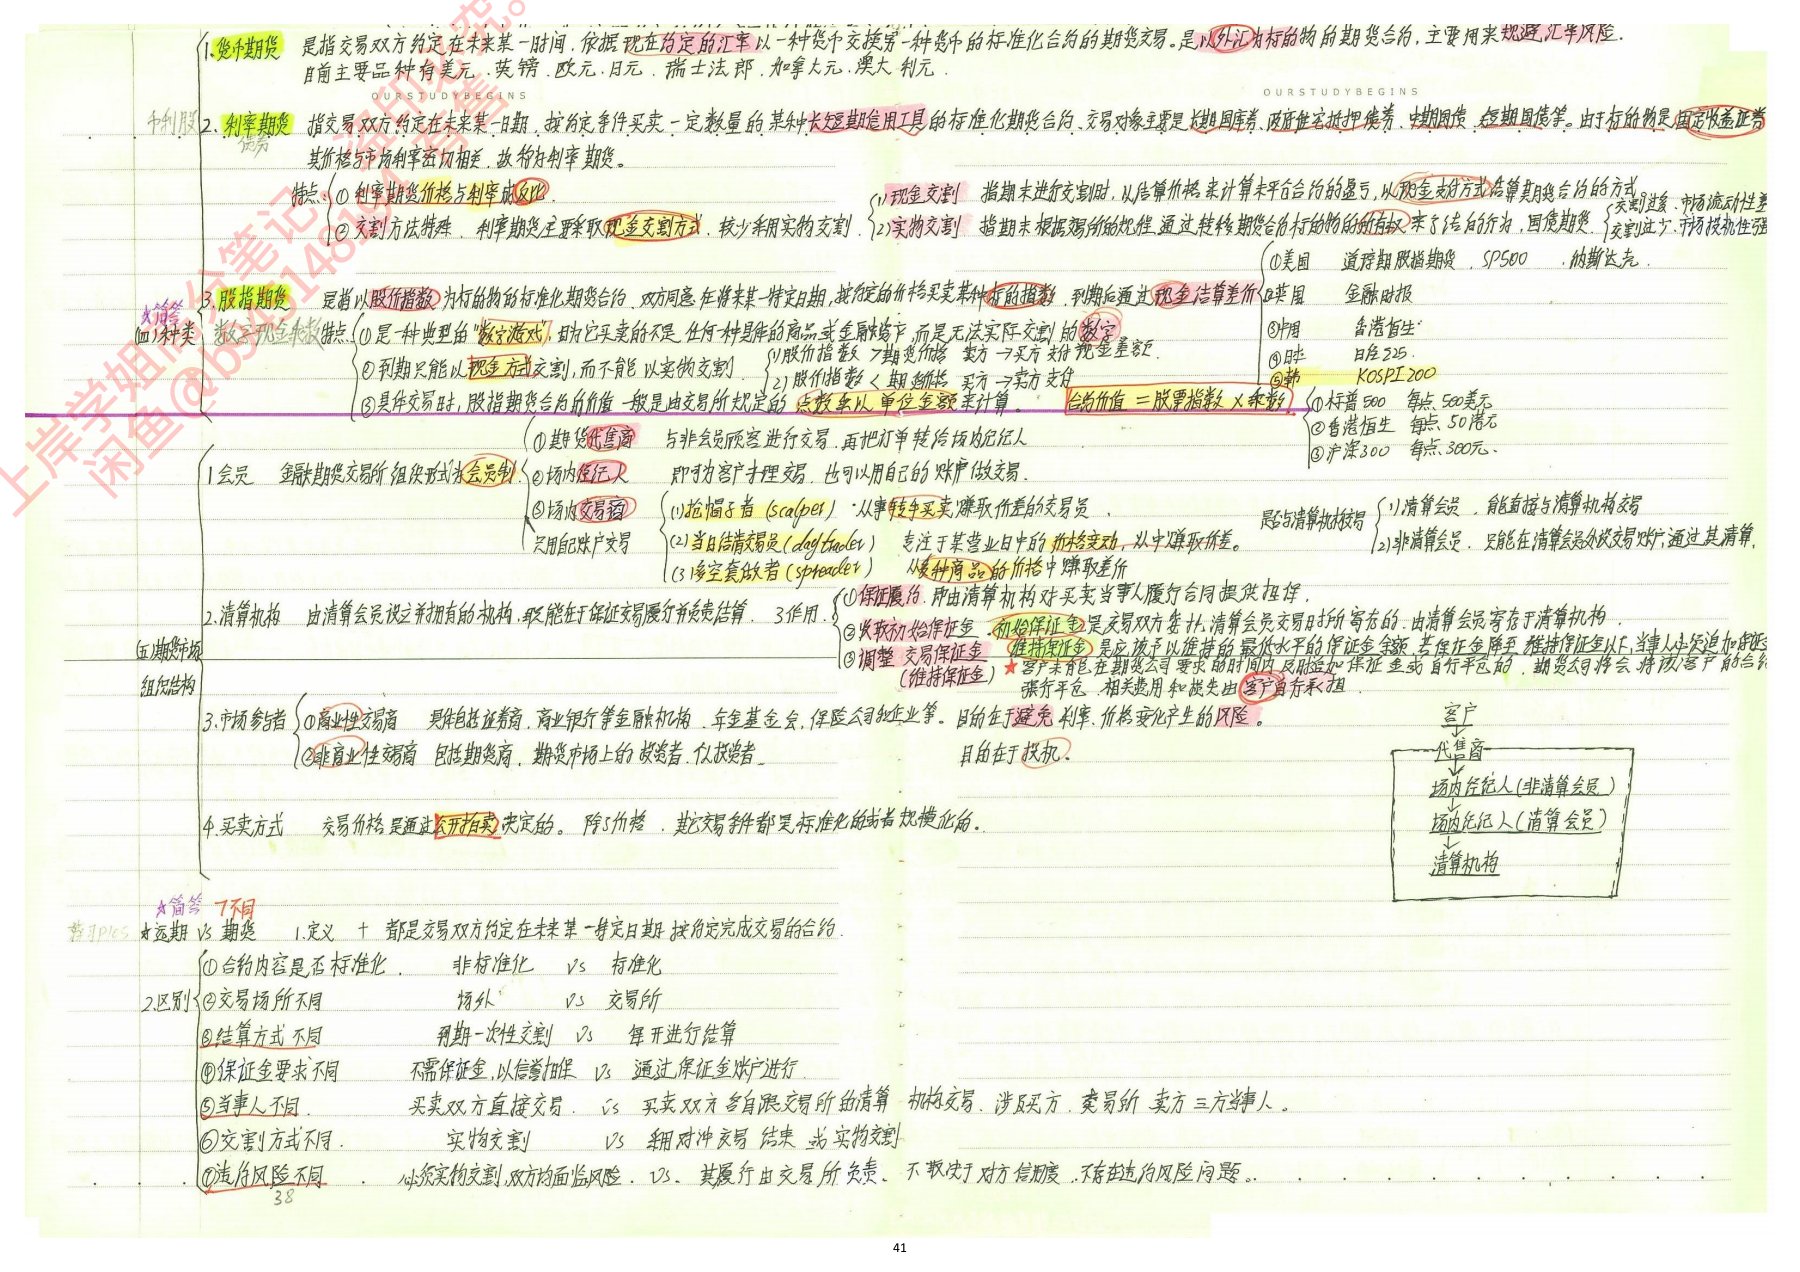 1.货币期货 是指交易双方约定在未来某一时间,依据现在约定的汇率以一种货币交换另一种货币的标准化合约的期货交易。是以外汇为标的物的期货合约,主要用来规避汇率风险.
目前主要品种有美元.英镑.欧元.日元.瑞士法郎.加拿大元.澳大利元.
OURSTUDYBEGINS OURSTUDYBEGINS
币利股 2.利率期货 指交易双方约定在未来某一日期,按约定条件买卖一定数量的某种长短期信用工具的标准化期货合约.交易对象主要是长期国库券、政府住宅抵押债券、中期国债、短期国债等。由于标的物是固定收益证券
债券 其价格与市场利率密切相关.故称为利率期货。
特点 ①利率期货价格与利率成反比
②交割方法特殊.利率期货主要采取现金交割方式.较少采用实物交割.
(1)现金交割 指期末进行交割时,以结算价格来计算未平仓合约的盈亏,以现金支付方式结算期货合约的方式
(2)实物交割 指期末根据交易所的规程通过转移期货合约标的物的所有权来了结的行为,国债期货.
交割过多.市场流动性差
交割过少.市场投机性强
☆简答
(四)种类
3.股指期货 是指以股价指数为标的物的标准化期货合约.双方同意在将来某一特定日期,按约定的价格买卖某种标的指数.到期后通过现金结算差价
①美国 道琼斯股指期货.SP500 .纳斯达克.
②英国 金融时报
③中国 香港恒生
④日本 日经225.
⑤韩 KOSPI200
特点 ①是一种典型的"数字游戏",因为它买卖的不是任何一种具体的商品或金融资产,而是无法实际交割的数字
②到期只能以现金方式交割,而不能以实物交割
(1)股价指数>期货价格 卖方→买方支付现金差额.
(2)股价指数<期货价格 买方→卖方支付
③具体交易时,股指期货合约的价值一般是由交易所规定的点数乘以单位金额来计算。 合约价值=股票指数×乘数
①标普500 每点500美元
②香港恒生 每点.50港元
③沪深300 每点.300元.
1会员 金融期货交易所组织形式为会员制
①期货代售商 与非会员顾客进行交易.再把订单转给场内经纪人
②场内经纪人 即可为客户办理交易.也可以用自己的账户做交易.
③场内交易商 只用自己账户交易
(1)抢帽子者(scalper) 从事转手买卖赚取价差的交易员.
(2)当日结清交易员(day trader) 专注于某营业日中的价格变动,从中赚取价差。
(3)多空套做者(spreader) 从多种商品的价格中赚取差价
是否与清算机构交易
(1)清算会员.能直接与清算机构交易
(2)非清算会员.只能在清算会员处设交易账户,通过其清算.
(五)期货市场
组织结构
2.清算机构 由清算会员设立并拥有的机构,职能在于保证交易履行并负责结算. 3作用.
①保证履约.即由清算机构对买卖当事人履行合同提供担保.
②收取初始保证金.初始保证金是交易双方委托清算会员交易时所寄存的.由清算会员寄存于清算机构.
③调整交易保证金(维持保证金) 维持保证金是应该予以维持的最低水平的保证金余额.若保证金降至维持保证金以下,当事人必须追加保证金
★客户未有能在期货公司要求的时间内及时追加保证金或自行平仓的.期货公司将会将该客户的合约
强行平仓.相关费用和损失由客户自行承担.
3.市场参与者
①商业性交易商 具体包括证券商、商业银行等金融机构.年金基金会、保险公司和企业等。目的在于避免利率、价格变化产生的风险。
②非商业性交易商 包括期货商.期货市场上的投资者. 目的在于投机.
客户
代售商
场内经纪人(非清算会员)
场内经纪人(清算会员)
清算机构
4.买卖方式 交易价格是通过公开拍卖决定的。除了价格.其它交易条件都是标准化的或者规模化的。
☆简答 7不同
☆远期 vs 期货 1.定义 + 都是交易双方约定在未来某一特定日期按约定完成交易的合约.
2.区别 ①合约内容是否标准化. 非标准化 vs 标准化
②交易场所不同 场外 vs 交易所
③结算方式不同 到期一次性交割 vs 每天进行结算
④保证金要求不同 不需保证金,以信誉担保 vs 通过保证金账户进行.
⑤当事人不同. 买卖双方直接交易. vs 买卖双方各自跟交易所的清算机构交易.涉及买方.交易所.卖方三方当事人。
⑥交割方式不同. 实物交割 vs 利用对冲交易结束或实物交割
⑦违约风险不同. 必须实物交割,双方均面临风险. vs. 其履行由交易所负责、不取决于对方信用度.不存在违约风险问题。
38
上岸学姐高分笔记
盗印必究
闲鱼@
41